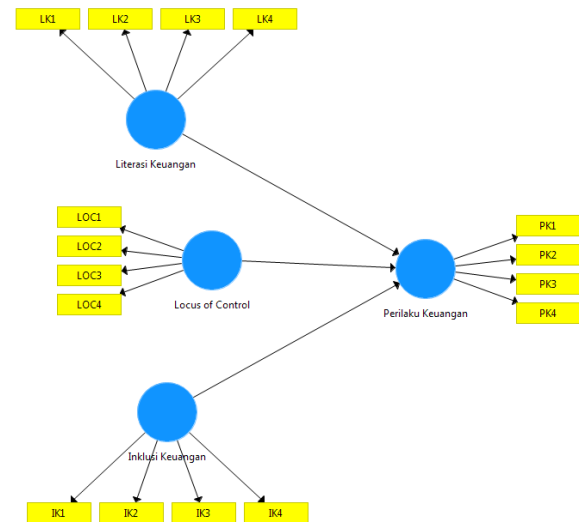 LK1 LK2 LK3 LK4
Literasi Keuangan
LOC1
LOC2
LOC3
LOC4
Locus of Control
PK1
PK2
PK3
PK4
Perilaku Keuangan
Inklusi Keuangan
IK1 IK2 IK3 IK4